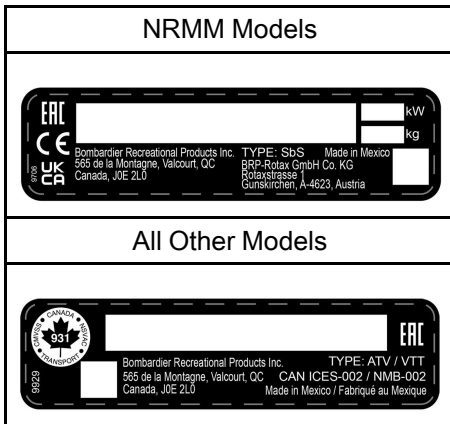 NRMM Models
EAC
kW
CE
kg
UK
CA
9706
Bombardier Recreational Products Inc.
565 de la Montagne, Valcourt, QC
Canada, J0E 2L0
TYPE: SbS
Made in Mexico
BRP-Rotax GmbH Co. KG
Rotaxstrasse 1
Gunskirchen, A-4623, Austria
All Other Models
CMVSS • CANADA • NSVAC • TRANSPORT •
931
EAC
9929
Bombardier Recreational Products Inc.
565 de la Montagne, Valcourt, QC
Canada, J0E 2L0
TYPE: ATV / VTT
CAN ICES-002 / NMB-002
Made in Mexico / Fabriqué au Mexique